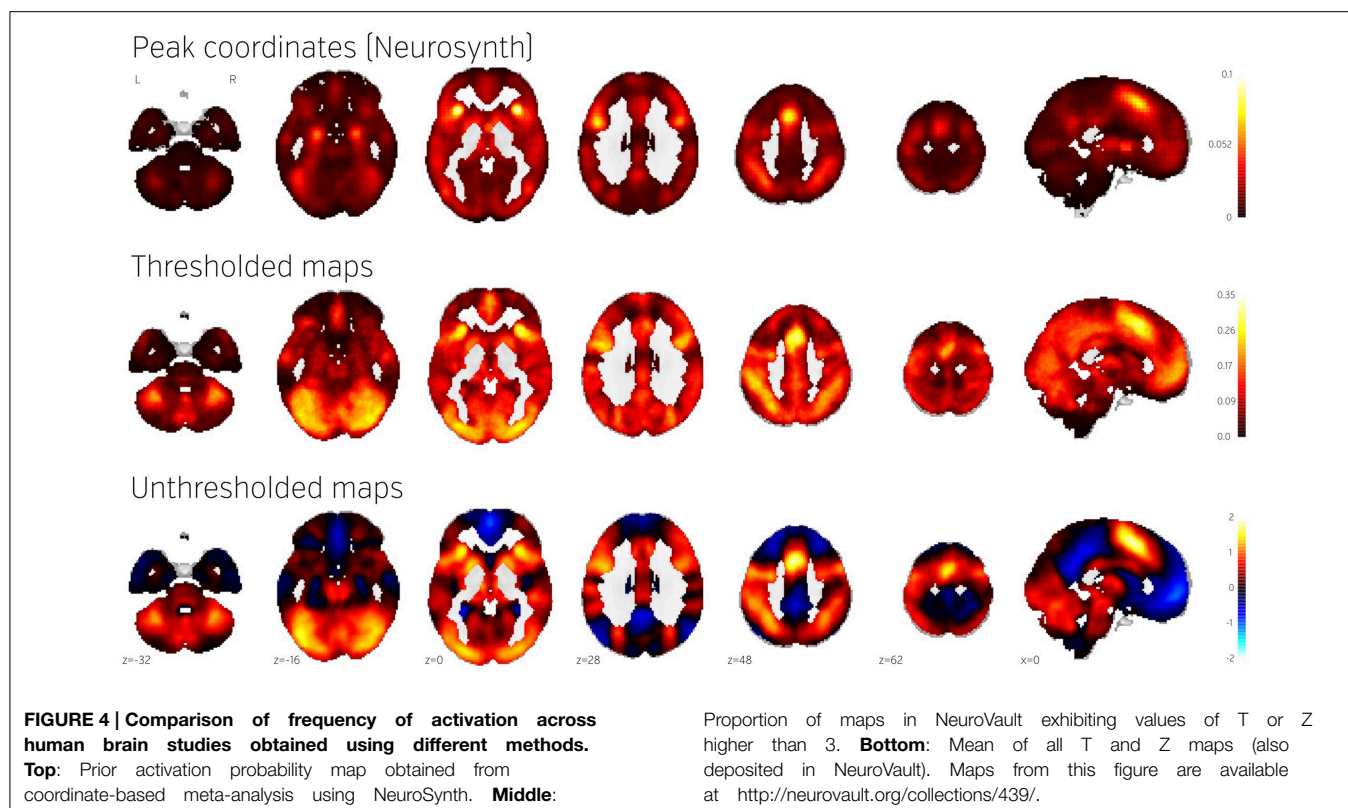 Peak coordinates (Neurosynth)
L R
0.1
0.052
0
Thresholded maps
0.35
0.26
0.17
0.09
0.0
Unthresholded maps
2
1
0
-1
-2
z=-32 z=-16 z=0 z=28 z=48 z=62 x=0
FIGURE 4 | Comparison of frequency of activation across
human brain studies obtained using different methods.
Top: Prior activation probability map obtained from
coordinate-based meta-analysis using NeuroSynth. Middle:
Proportion of maps in NeuroVault exhibiting values of T or Z
higher than 3. Bottom: Mean of all T and Z maps (also
deposited in NeuroVault). Maps from this figure are available
at http://neurovault.org/collections/439/.